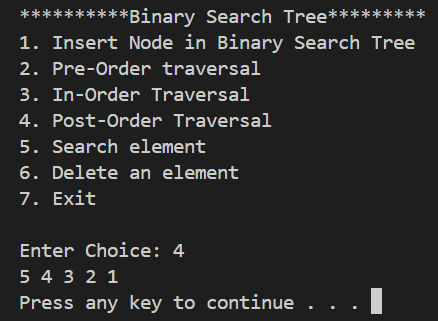 **********Binary Search Tree*********
1. Insert Node in Binary Search Tree
2. Pre-Order traversal
3. In-Order Traversal
4. Post-Order Traversal
5. Search element
6. Delete an element
7. Exit
Enter Choice: 4
5 4 3 2 1
Press any key to continue . . .